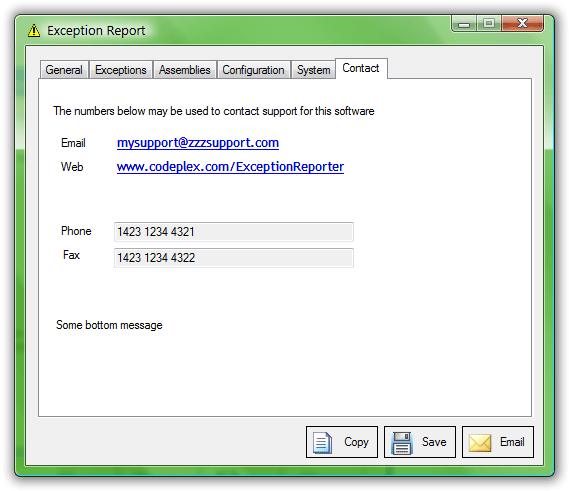 Exception Report
General Exceptions Assemblies Configuration System Contact
The numbers below may be used to contact support for this software
Email mysupport@zzzsupport.com
Web www.codeplex.com/ExceptionReporter
Phone 1423 1234 4321
Fax 1423 1234 4322
Some bottom message
Copy Save Email